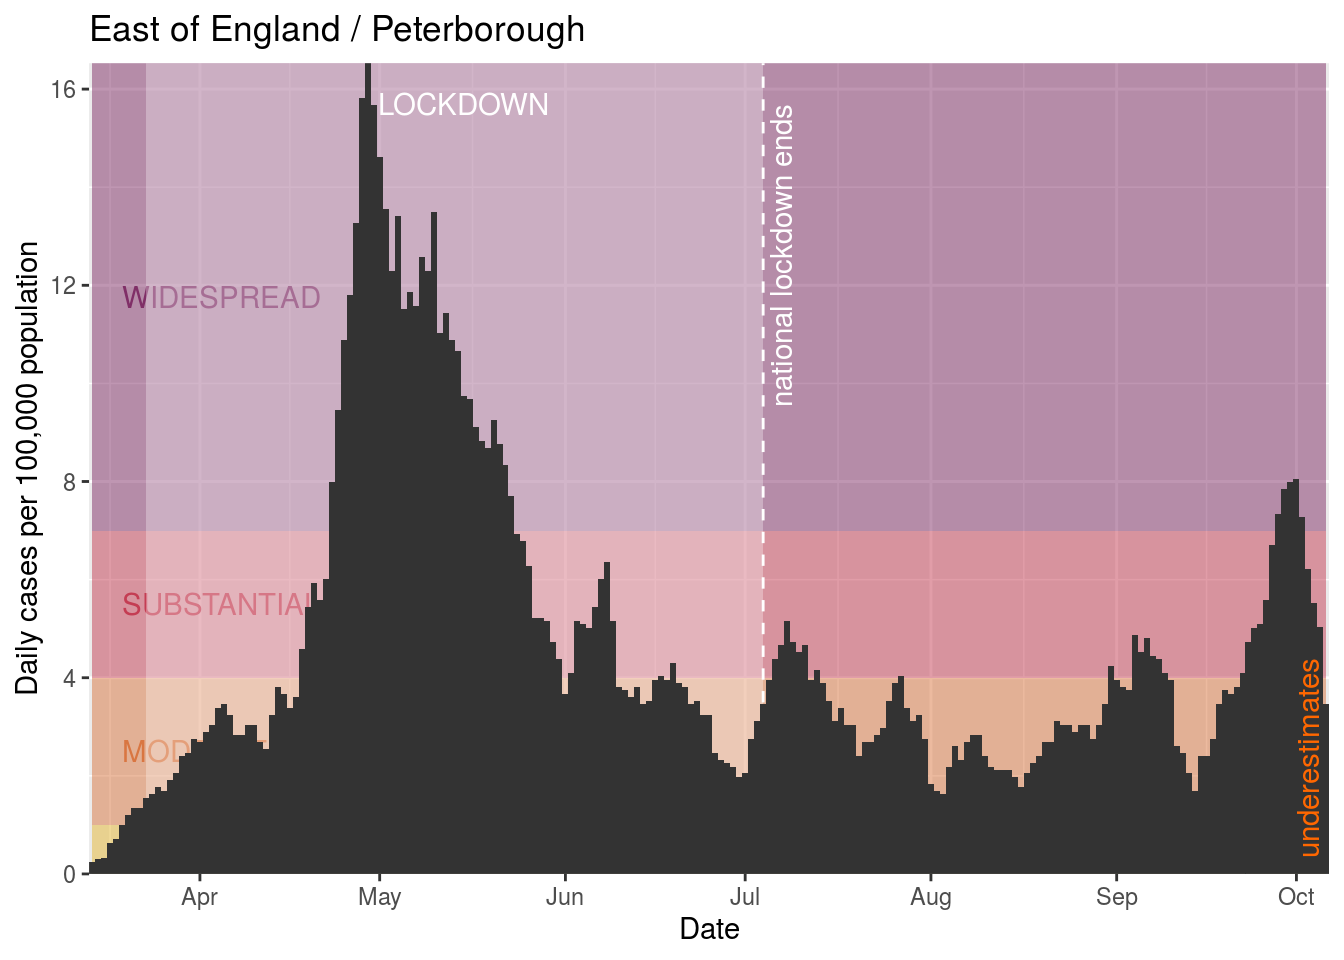 East of England / Peterborough
16
12
8
4
0
Daily cases per 100,000 population
LOCKDOWN
national lockdown ends
WIDESPREAD
SUBSTANTIAL
MOD
underestimates
Apr
May
Jun
Jul
Aug
Sep
Oct
Date